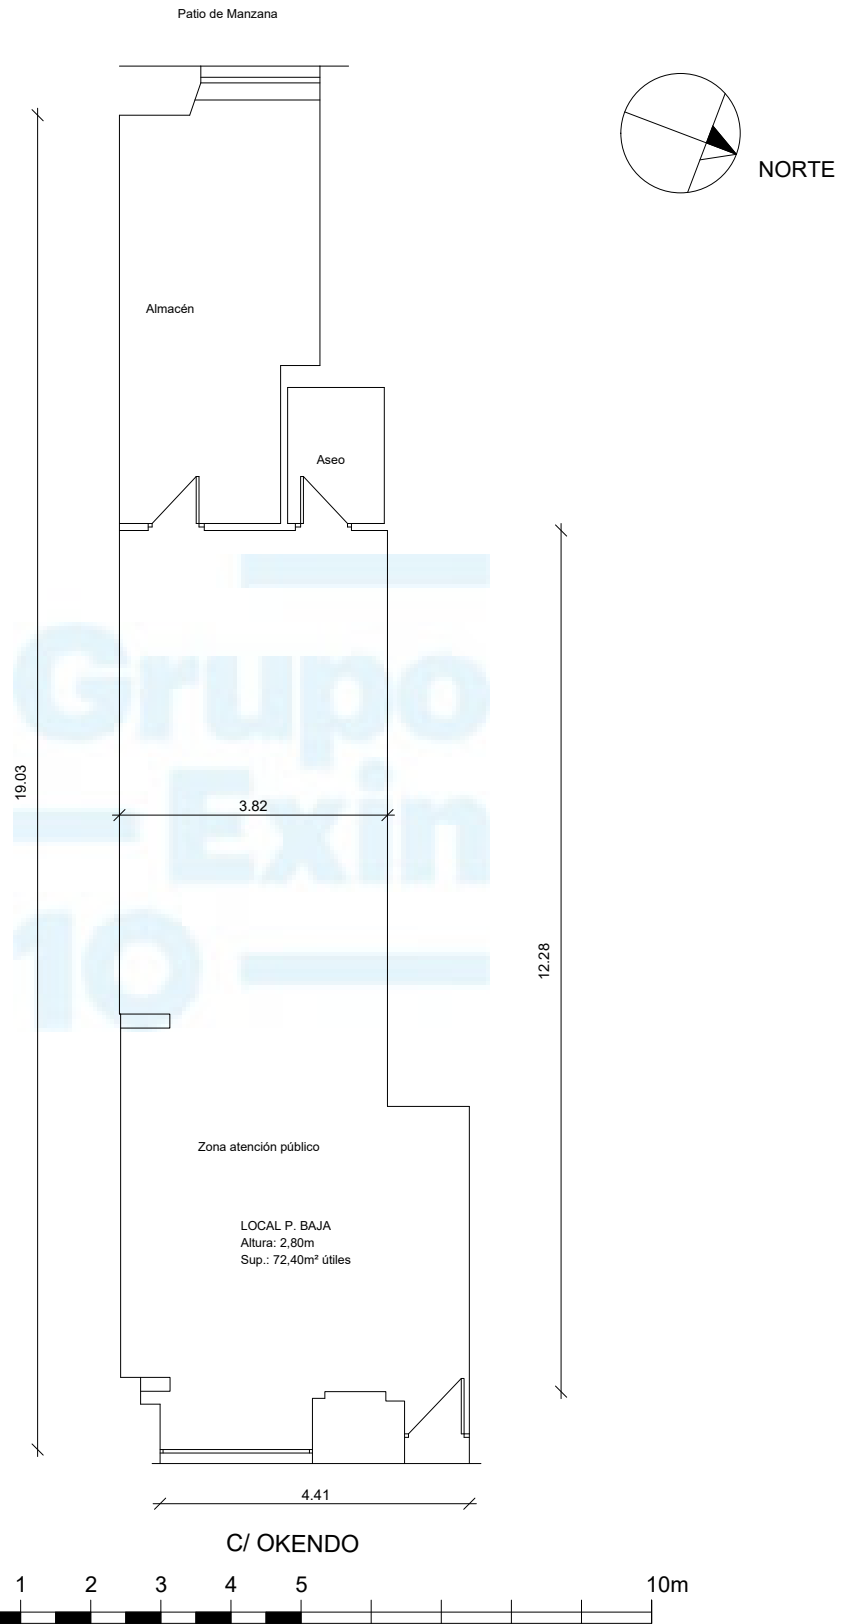 Patio de Manzana
NORTE
Almacén
Aseo
Grupo
Exin
10
19.03
3.82
12.28
Zona atención público
LOCAL P. BAJA
Altura: 2,80m
Sup.: 72,40m² útiles
4.41
C/ OKENDO
1 2 3 4 5 10m